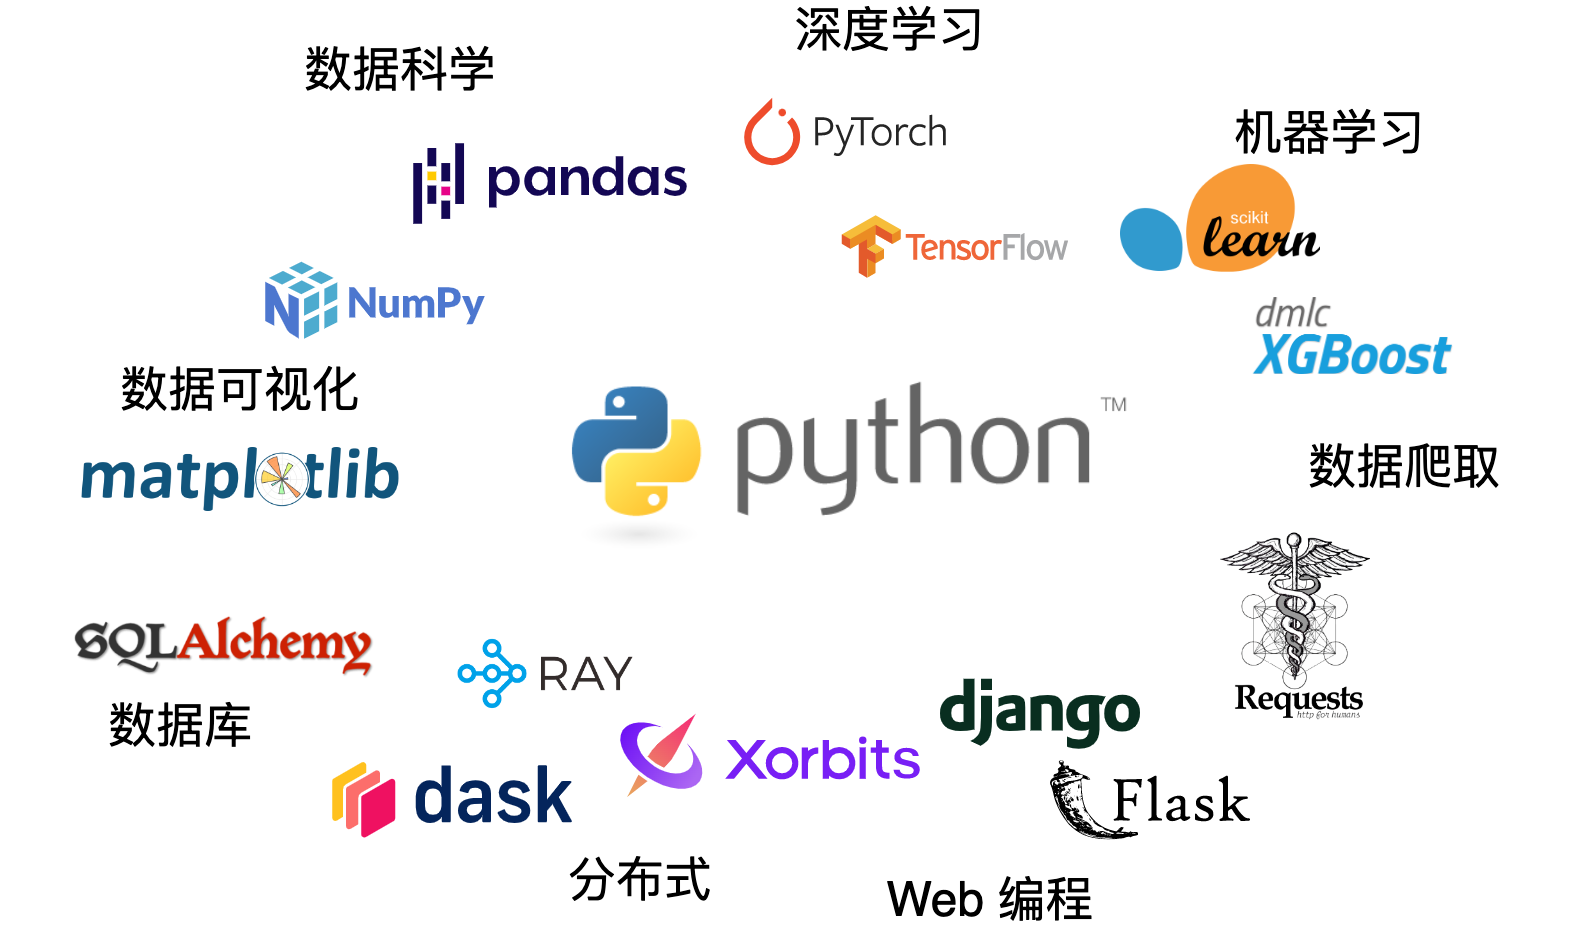 深度学习
数据科学
PyTorch
机器学习
pandas
scikit
learn
TensorFlow
NumPy
dmlc
XGBoost
数据可视化
python™
数据爬取
matplotlib
SQLAlchemy
RAY
django
Requests
http for humans
数据库
Xorbits
dask
Flask
分布式
Web 编程